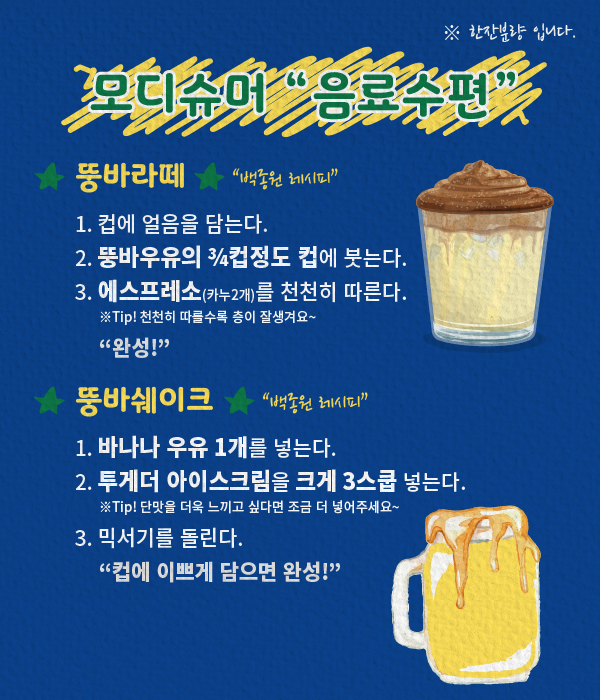 ※ 한잔분량 입니다.
모디슈머 “음료수편”
뚱바라떼 “백종원 레시피”
1. 컵에 얼음을 담는다.
2. 뚱바우유의 ¾컵정도 컵에 붓는다.
3. 에스프레소(카누2개)를 천천히 따른다.
※Tip! 천천히 따를수록 층이 잘생겨요~
“완성!”
뚱바쉐이크 “백종원 레시피”
1. 바나나 우유 1개를 넣는다.
2. 투게더 아이스크림을 크게 3스쿱 넣는다.
※Tip! 단맛을 더욱 느끼고 싶다면 조금 더 넣어주세요~
3. 믹서기를 돌린다.
“컵에 이쁘게 담으면 완성!”